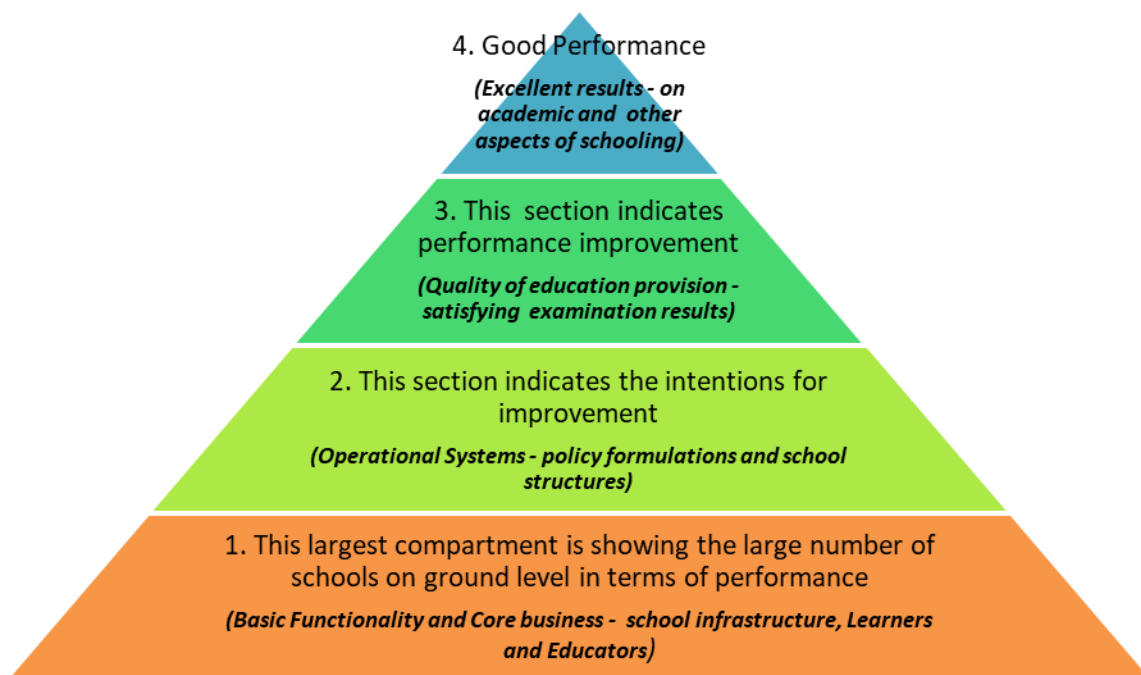 4. Good Performance
(Excellent results - on
academic and other
aspects of schooling)
3. This section indicates
performance improvement
(Quality of education provision -
satisfying examination results)
2. This section indicates the intentions for
improvement
(Operational Systems - policy formulations and school
structures)
1. This largest compartment is showing the large number of
schools on ground level in terms of performance
(Basic Functionality and Core business - school infrastructure, Learners
and Educators)